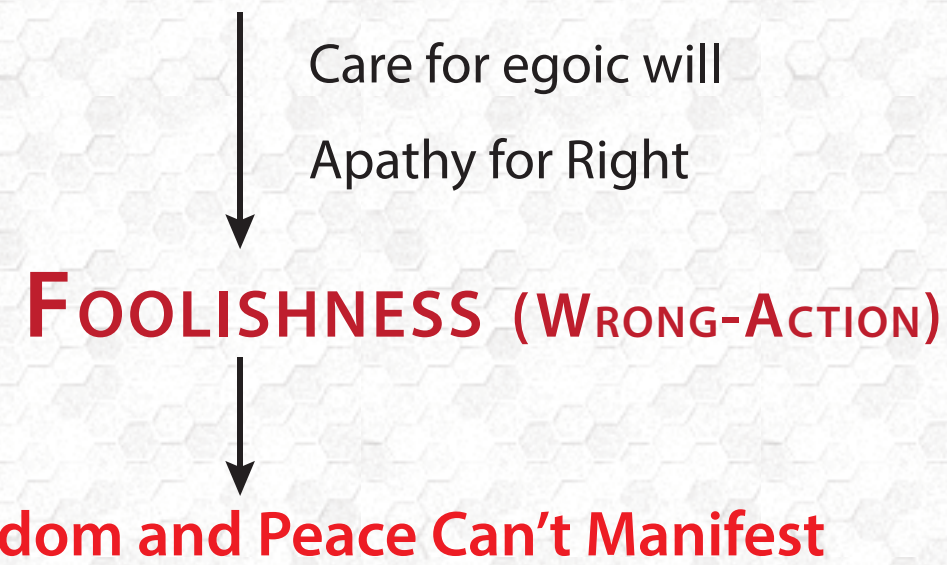 Care for egoic will
Apathy for Right
Foolishness (Wrong-Action)
dom and Peace Can't Manifest